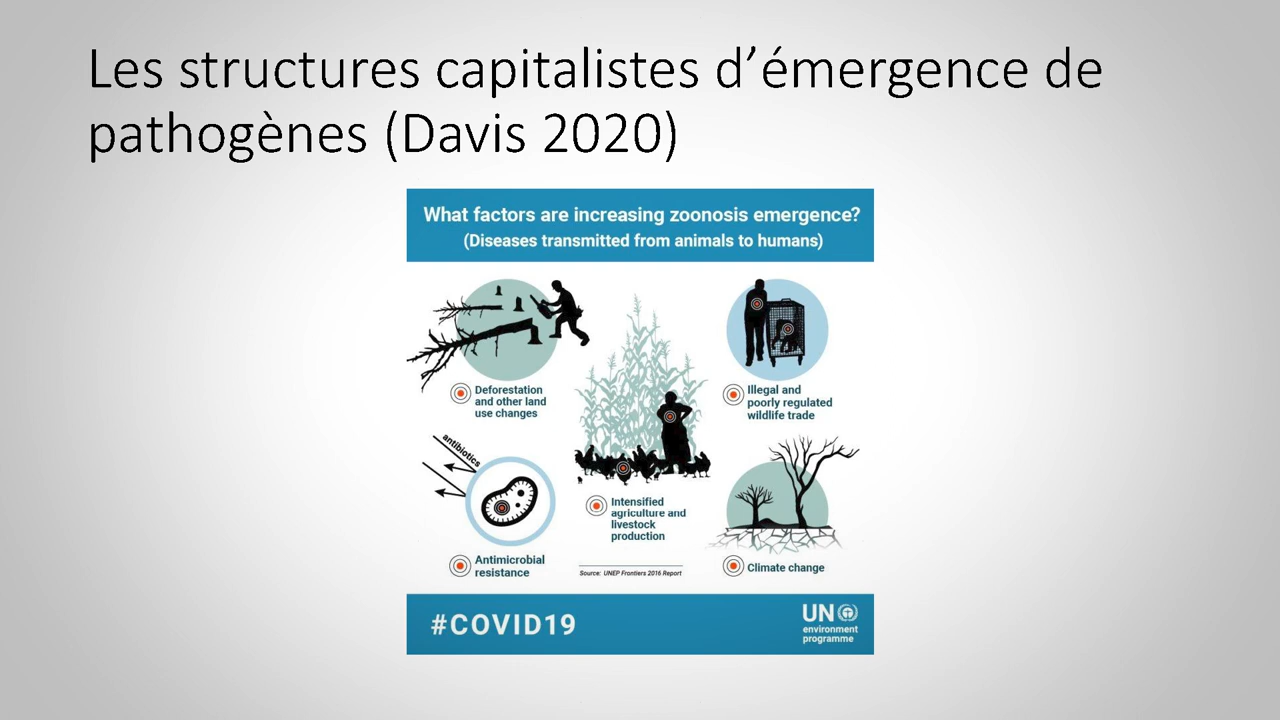 Les structures capitalistes d’émergence de
pathogènes (Davis 2020)
What factors are increasing zoonosis emergence?
(Diseases transmitted from animals to humans)
Deforestation
and other land
use changes
Illegal and
poorly regulated
wildlife trade
antibiotics
Intensified
agriculture and
livestock
production
Antimicrobial
resistance
Source: UNEP Frontiers 2016 Report
Climate change
#COVID19
UN
environment
programme